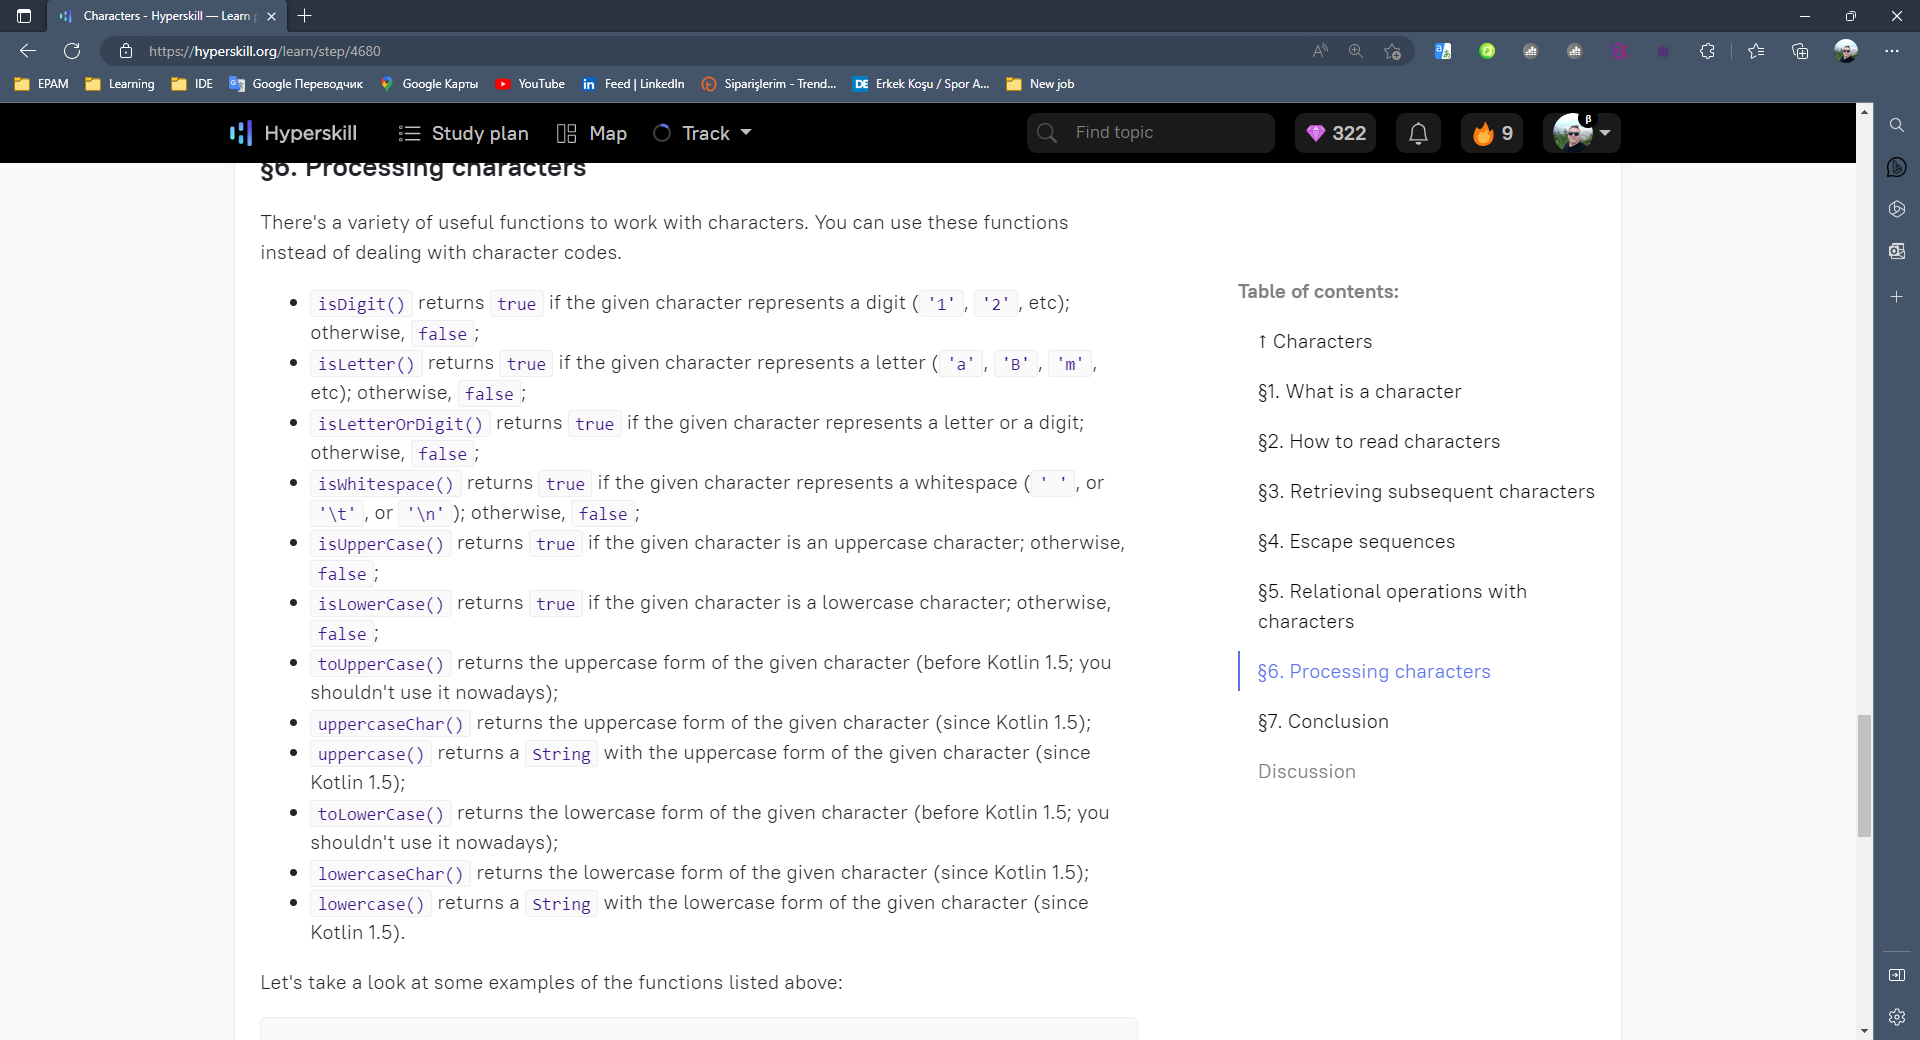 Characters - Hyperskill — Learn p
https://hyperskill.org/learn/step/4680
EPAM
Learning
IDE
Google Переводчик
Google Карты
YouTube
Feed | LinkedIn
Siparişlerim - Trend...
DE Erkek Koşu / Spor A...
New job
Hyperskill
Study plan
Map
Track
Find topic
322
9
β
§6. Processing characters
There's a variety of useful functions to work with characters. You can use these functions
instead of dealing with character codes.
• isDigit() returns true if the given character represents a digit ( '1' , '2' , etc);
otherwise, false ;
• isLetter() returns true if the given character represents a letter ( 'a' , 'B' , 'm' ,
etc); otherwise, false ;
• isLetterOrDigit() returns true if the given character represents a letter or a digit;
otherwise, false ;
• isWhitespace() returns true if the given character represents a whitespace ( ' ' , or
'\t' , or '\n' ); otherwise, false ;
• isUpperCase() returns true if the given character is an uppercase character; otherwise,
false ;
• isLowerCase() returns true if the given character is a lowercase character; otherwise,
false ;
• toUpperCase() returns the uppercase form of the given character (before Kotlin 1.5; you
shouldn't use it nowadays);
• uppercaseChar() returns the uppercase form of the given character (since Kotlin 1.5);
• uppercase() returns a String with the uppercase form of the given character (since
Kotlin 1.5);
• toLowerCase() returns the lowercase form of the given character (before Kotlin 1.5; you
shouldn't use it nowadays);
• lowercaseChar() returns the lowercase form of the given character (since Kotlin 1.5);
• lowercase() returns a String with the lowercase form of the given character (since
Kotlin 1.5).
Let's take a look at some examples of the functions listed above:
Table of contents:
↑ Characters
§1. What is a character
§2. How to read characters
§3. Retrieving subsequent characters
§4. Escape sequences
§5. Relational operations with
characters
§6. Processing characters
§7. Conclusion
Discussion